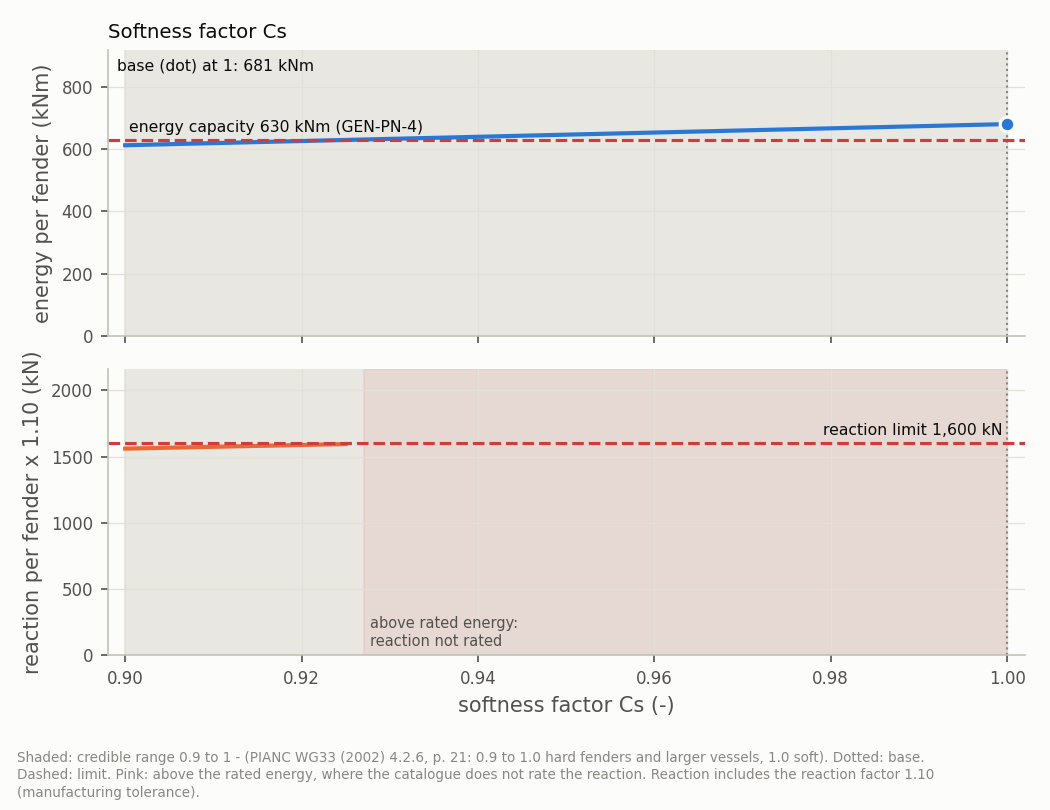 Softness factor Cs
base (dot) at 1: 681 kNm
energy capacity 630 kNm (GEN-PN-4)
energy per fender (kNm)
800
600
400
200
0
reaction per fender x 1.10 (kN)
2000
1500
1000
500
0
reaction limit 1,600 kN
above rated energy:
reaction not rated
0.90 0.92 0.94 0.96 0.98 1.00
softness factor Cs (-)
Shaded: credible range 0.9 to 1 - (PIANC WG33 (2002) 4.2.6, p. 21: 0.9 to 1.0 hard fenders and larger vessels, 1.0 soft). Dotted: base.
Dashed: limit. Pink: above the rated energy, where the catalogue does not rate the reaction. Reaction includes the reaction factor 1.10
(manufacturing tolerance).